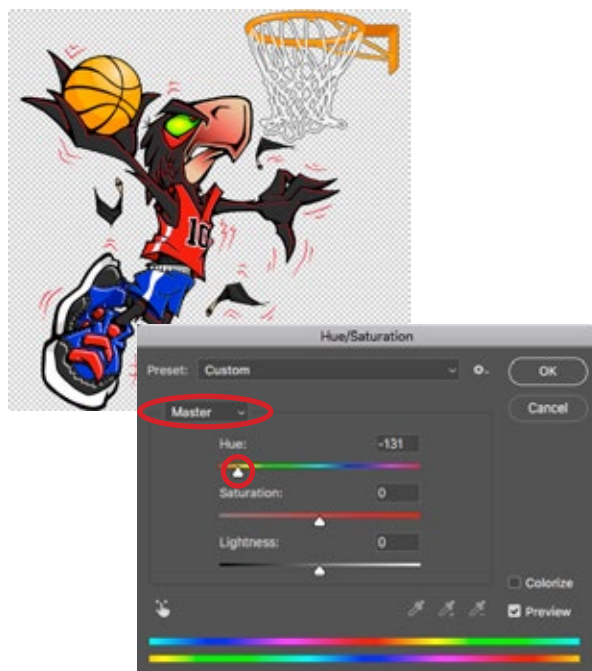 10
Hue/Saturation
Preset: Custom
OK
Master
Cancel
Hue: -131
Saturation: 0
Lightness: 0
Colorize
Preview